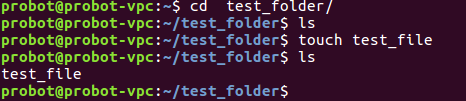 probot@probot-vpc:~$ cd  test_folder/
probot@probot-vpc:~/test_folder$ ls
probot@probot-vpc:~/test_folder$ touch test_file
probot@probot-vpc:~/test_folder$ ls
test_file
probot@probot-vpc:~/test_folder$